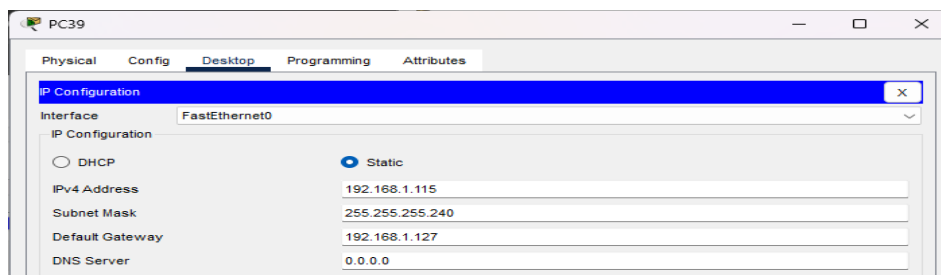 PC39
Physical Config Desktop Programming Attributes
IP Configuration X
Interface FastEthernet0
IP Configuration
DHCP Static
IPv4 Address 192.168.1.115
Subnet Mask 255.255.255.240
Default Gateway 192.168.1.127
DNS Server 0.0.0.0